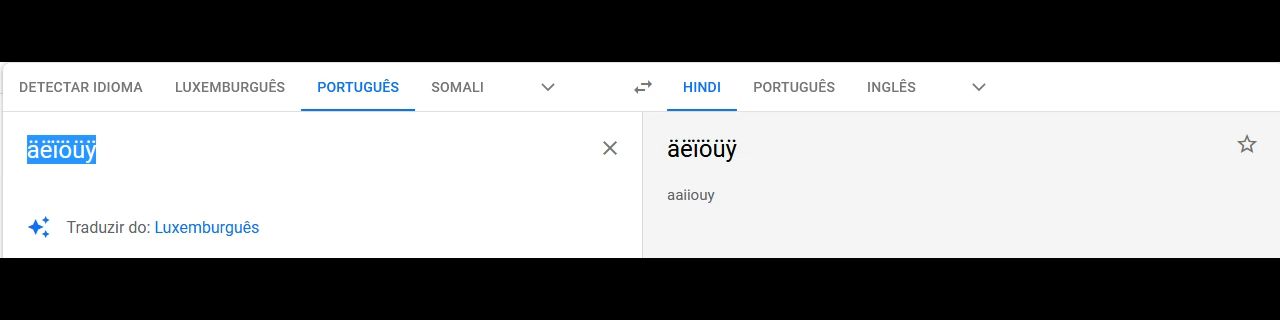 DETECTAR IDIOMA LUXEMBURGUÊS PORTUGUÊS SOMALI HINDI PORTUGUÊS INGLÊS
äëïöüÿ
äëïöüÿ
aaiiouy
Traduzir do: Luxemburguês